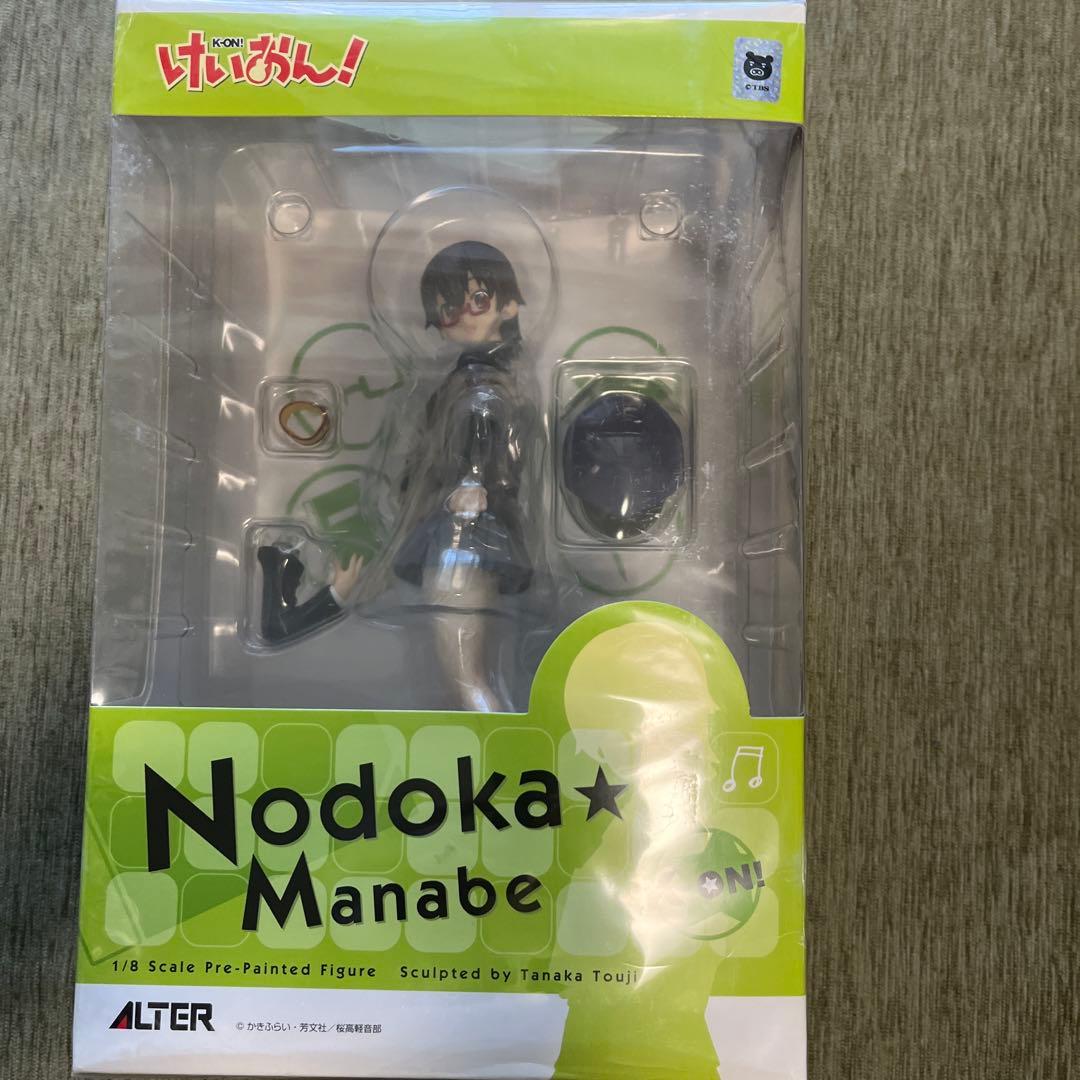 K-ON!
けいおん!
©TBS
Nodoka★
Manabe
ON!
1/8 Scale Pre-Painted Figure Sculpted by Tanaka Touji
ALTER
© かきふらい・芳文社/桜高軽音部